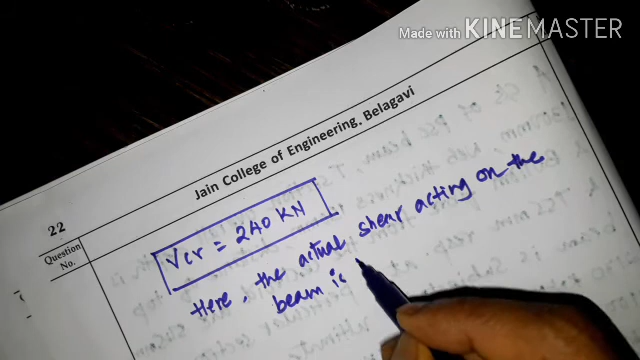 Made with KINEMASTER
Jain College of Engineering, Belagavi
22
Question
No.
Vcr = 240 KN
Here, the actual shear acting on the
beam is